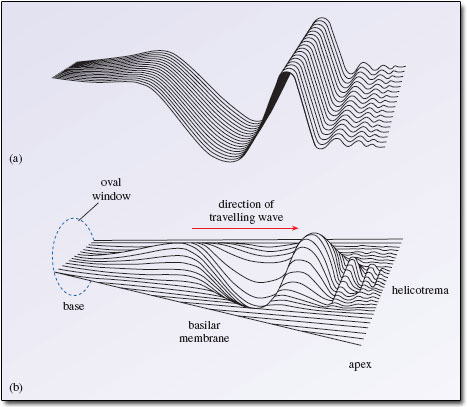 (a)
oval
window
direction of
travelling wave
helicotrema
base
basilar
membrane
apex
(b)